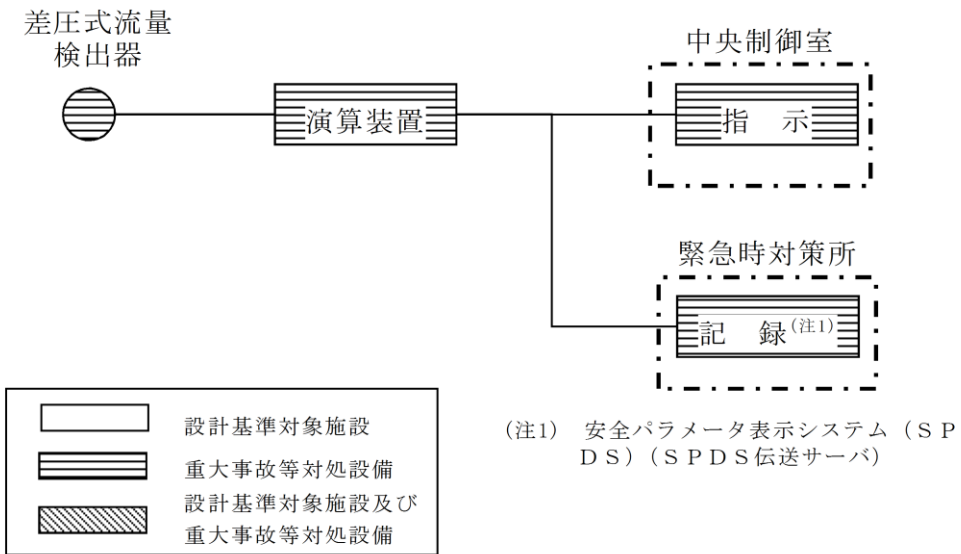 差圧式流量
検出器
中央制御室
演算装置
指　示
緊急時対策所
記　録(注1)
設計基準対象施設
重大事故等対処設備
設計基準対象施設及び
重大事故等対処設備
(注1)　安全パラメータ表示システム（ＳＰ
ＤＳ）（ＳＰＤＳ伝送サーバ）